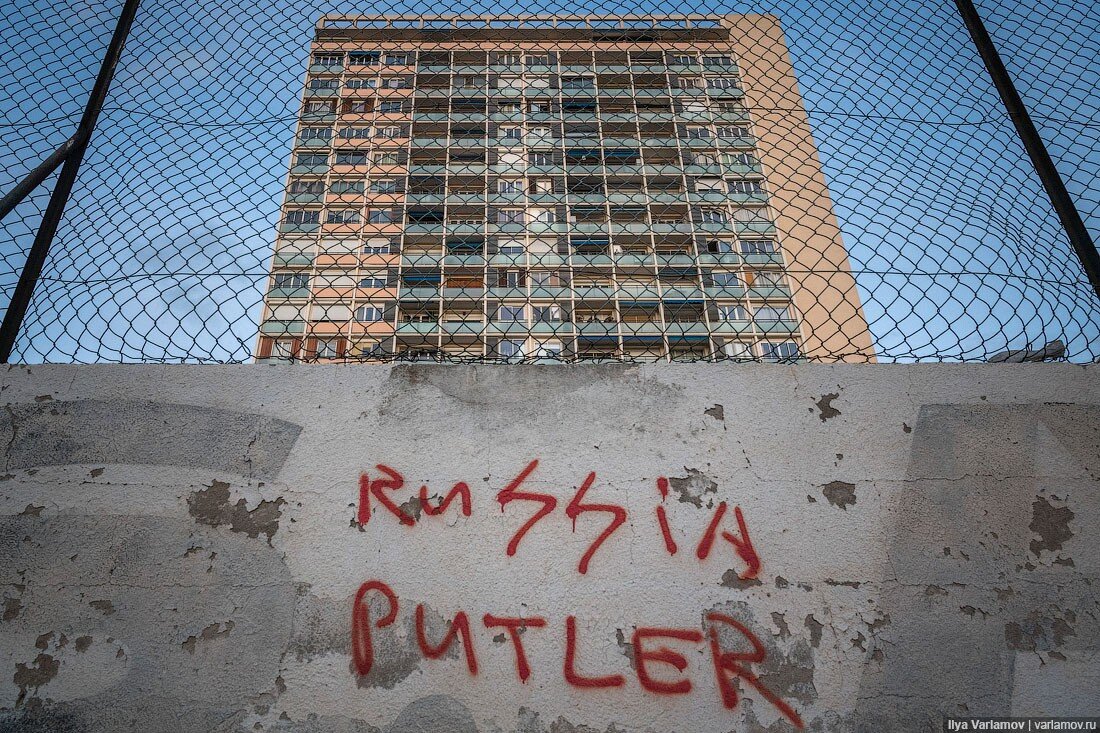 RuSSiA
PUTLER
Ilya Varlamov | varlamov.ru